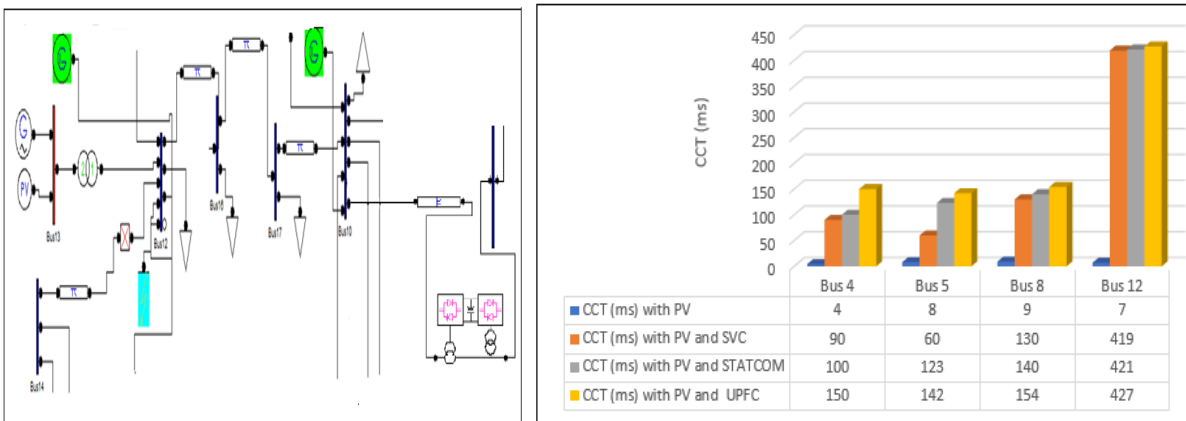 G
G
π
π
G
PV
2 1
Bus13
Bus12
Bus16
π
Bus17
Bus10
π
Bus14
CCT (ms)
450
400
350
300
250
200
150
100
50
0
Bus 4 Bus 5 Bus 8 Bus 12
CCT (ms) with PV 4 8 9 7
CCT (ms) with PV and SVC 90 60 130 419
CCT (ms) with PV and STATCOM 100 123 140 421
CCT (ms) with PV and UPFC 150 142 154 427